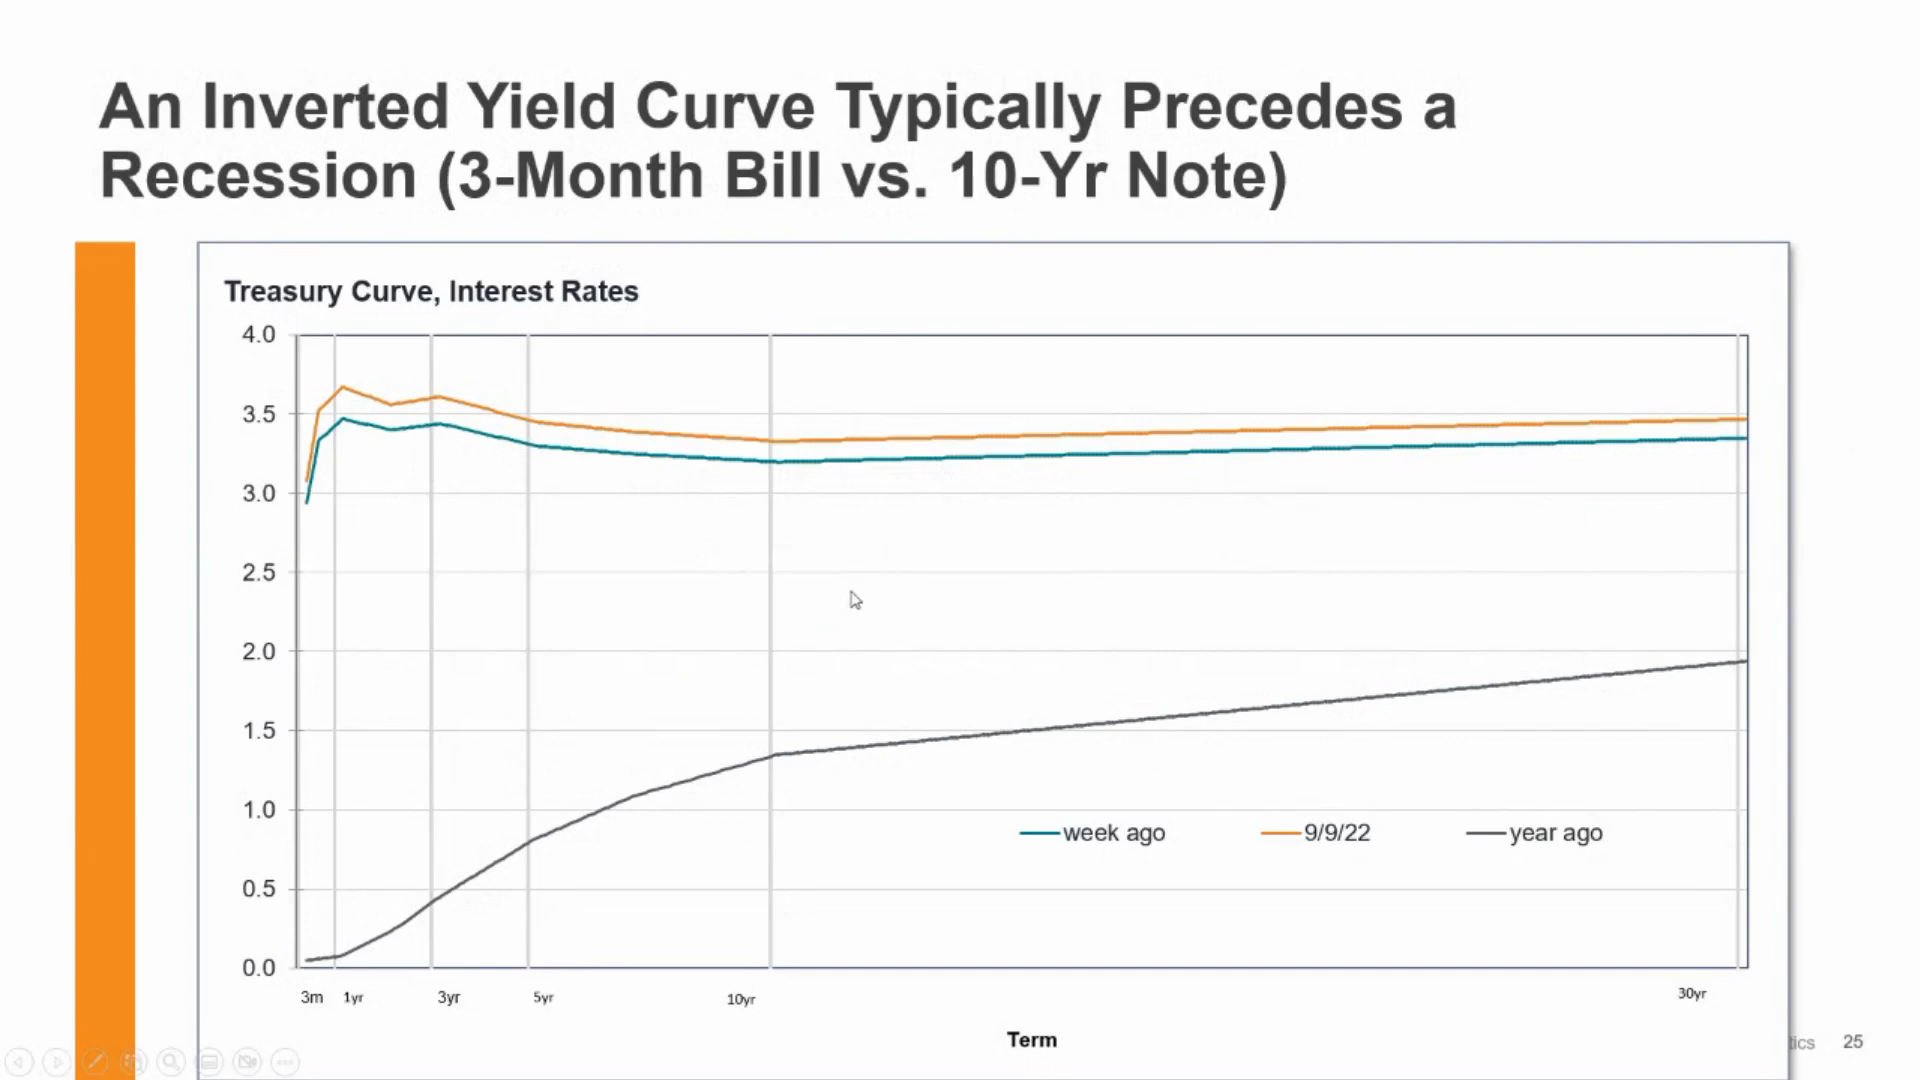 An Inverted Yield Curve Typically Precedes a
Recession (3-Month Bill vs. 10-Yr Note)
Treasury Curve, Interest Rates
4.0
3.5
3.0
2.5
2.0
1.5
1.0
0.5
0.0
week ago 9/9/22 year ago
3m 1yr 3yr 5yr 10yr 30yr
Term
25